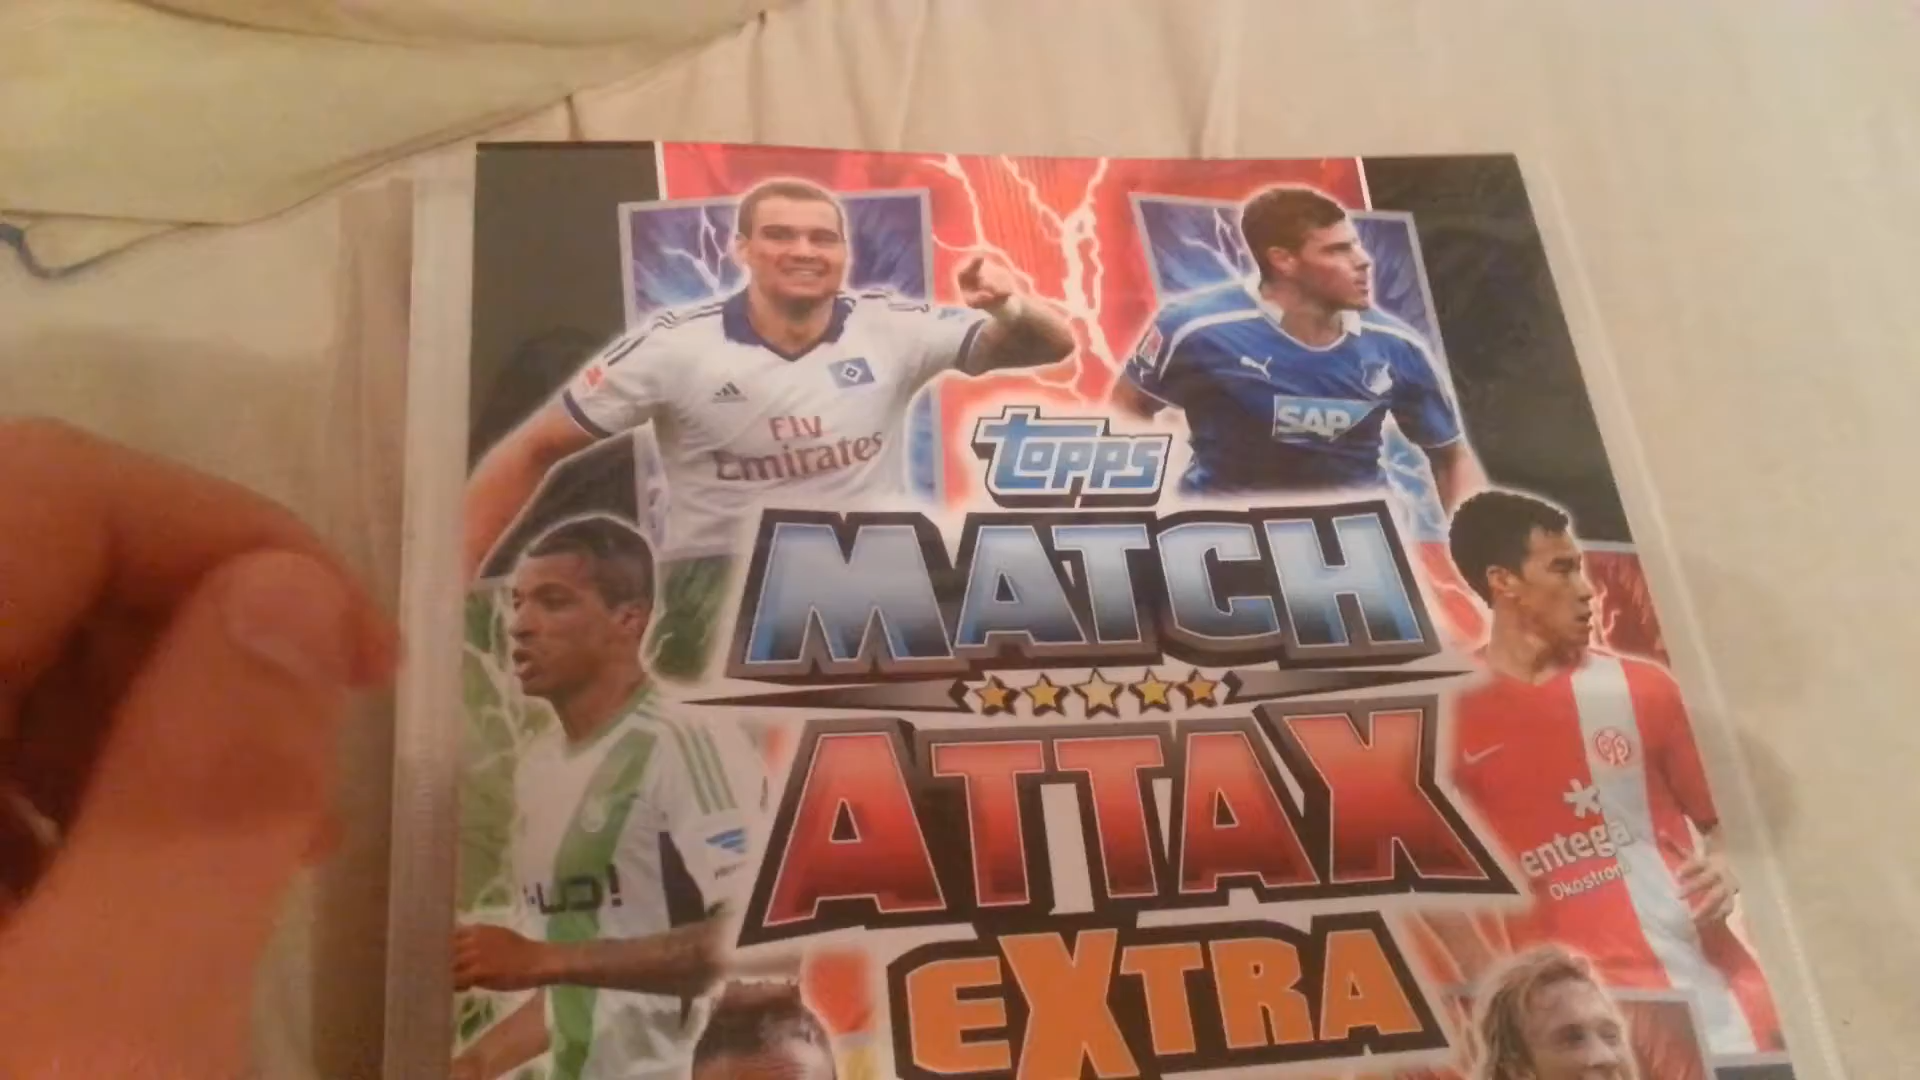 Fly
Emirates
SAP
topps
MATCH
ATTAX
EXTRA
entega
Ökostrom